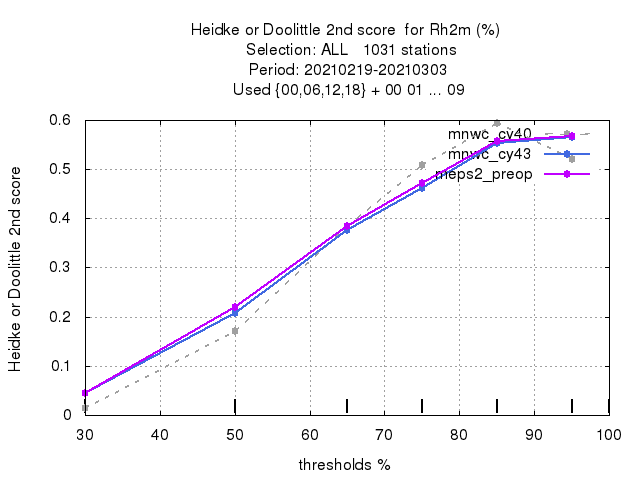 Heidke or Doolittle 2nd score  for Rh2m (%)
Selection: ALL   1031 stations
Period: 20210219-20210303
Used {00,06,12,18} + 00 01 ... 09
mnwc_cy40
mnwc_cy43
meps2_preop
Heidke or Doolittle 2nd score
0.6
0.5
0.4
0.3
0.2
0.1
0
30 40 50 60 70 80 90 100
thresholds %